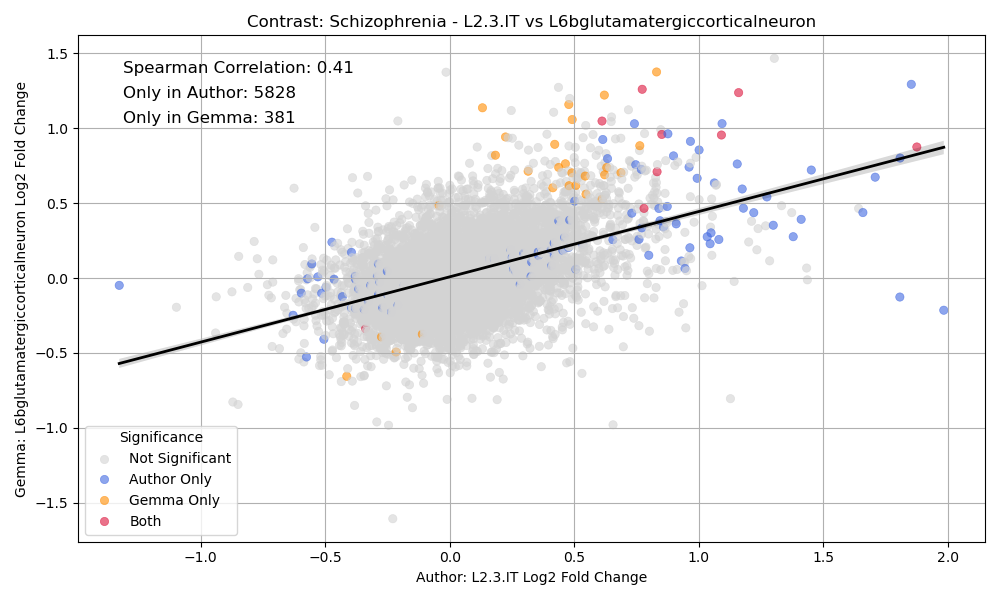 Contrast: Schizophrenia - L2.3.IT vs L6bglutamatergiccorticalneuron
Spearman Correlation: 0.41
Only in Author: 5828
Only in Gemma: 381
Gemma: L6bglutamatergiccorticalneuron Log2 Fold Change
1.5
1.0
0.5
0.0
−0.5
−1.0
−1.5
Significance
Not Significant
Author Only
Gemma Only
Both
−1.0
−0.5
0.0
0.5
1.0
1.5
2.0
Author: L2.3.IT Log2 Fold Change